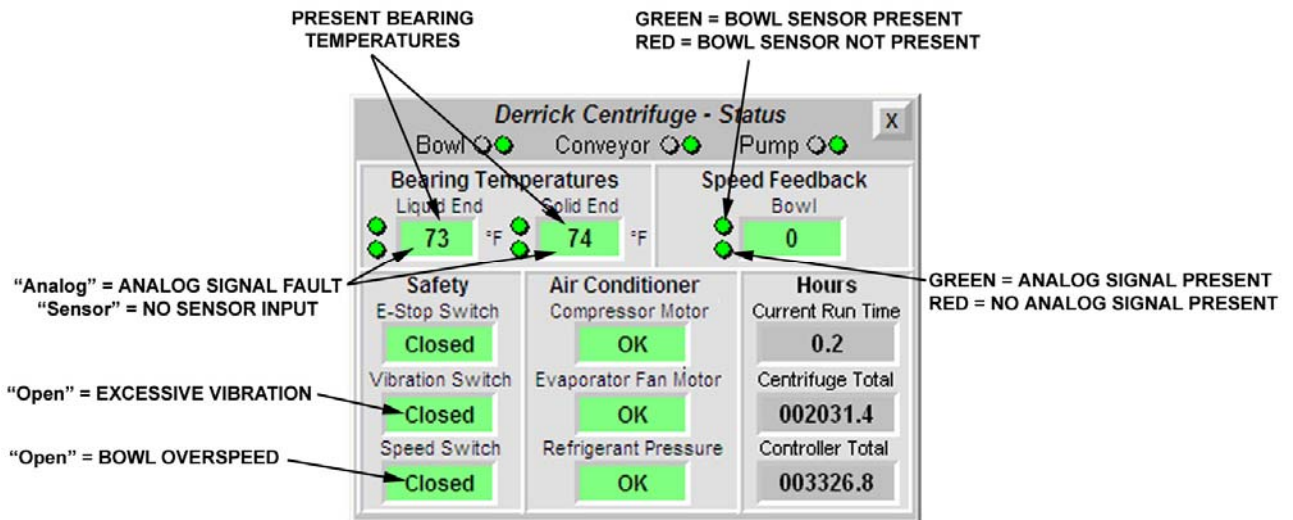 PRESENT BEARING
TEMPERATURES
GREEN = BOWL SENSOR PRESENT
RED = BOWL SENSOR NOT PRESENT
Derrick Centrifuge - Status
X
Bowl
Conveyor
Pump
Bearing Temperatures
Speed Feedback
Liquid End
Solid End
Bowl
73 °F
74 °F
0
"Analog" = ANALOG SIGNAL FAULT
"Sensor" = NO SENSOR INPUT
GREEN = ANALOG SIGNAL PRESENT
RED = NO ANALOG SIGNAL PRESENT
Safety
Air Conditioner
Hours
E-Stop Switch
Compressor Motor
Current Run Time
Closed
OK
0.2
"Open" = EXCESSIVE VIBRATION
Vibration Switch
Evaporator Fan Motor
Centrifuge Total
Closed
OK
002031.4
"Open" = BOWL OVERSPEED
Speed Switch
Refrigerant Pressure
Controller Total
Closed
OK
003326.8